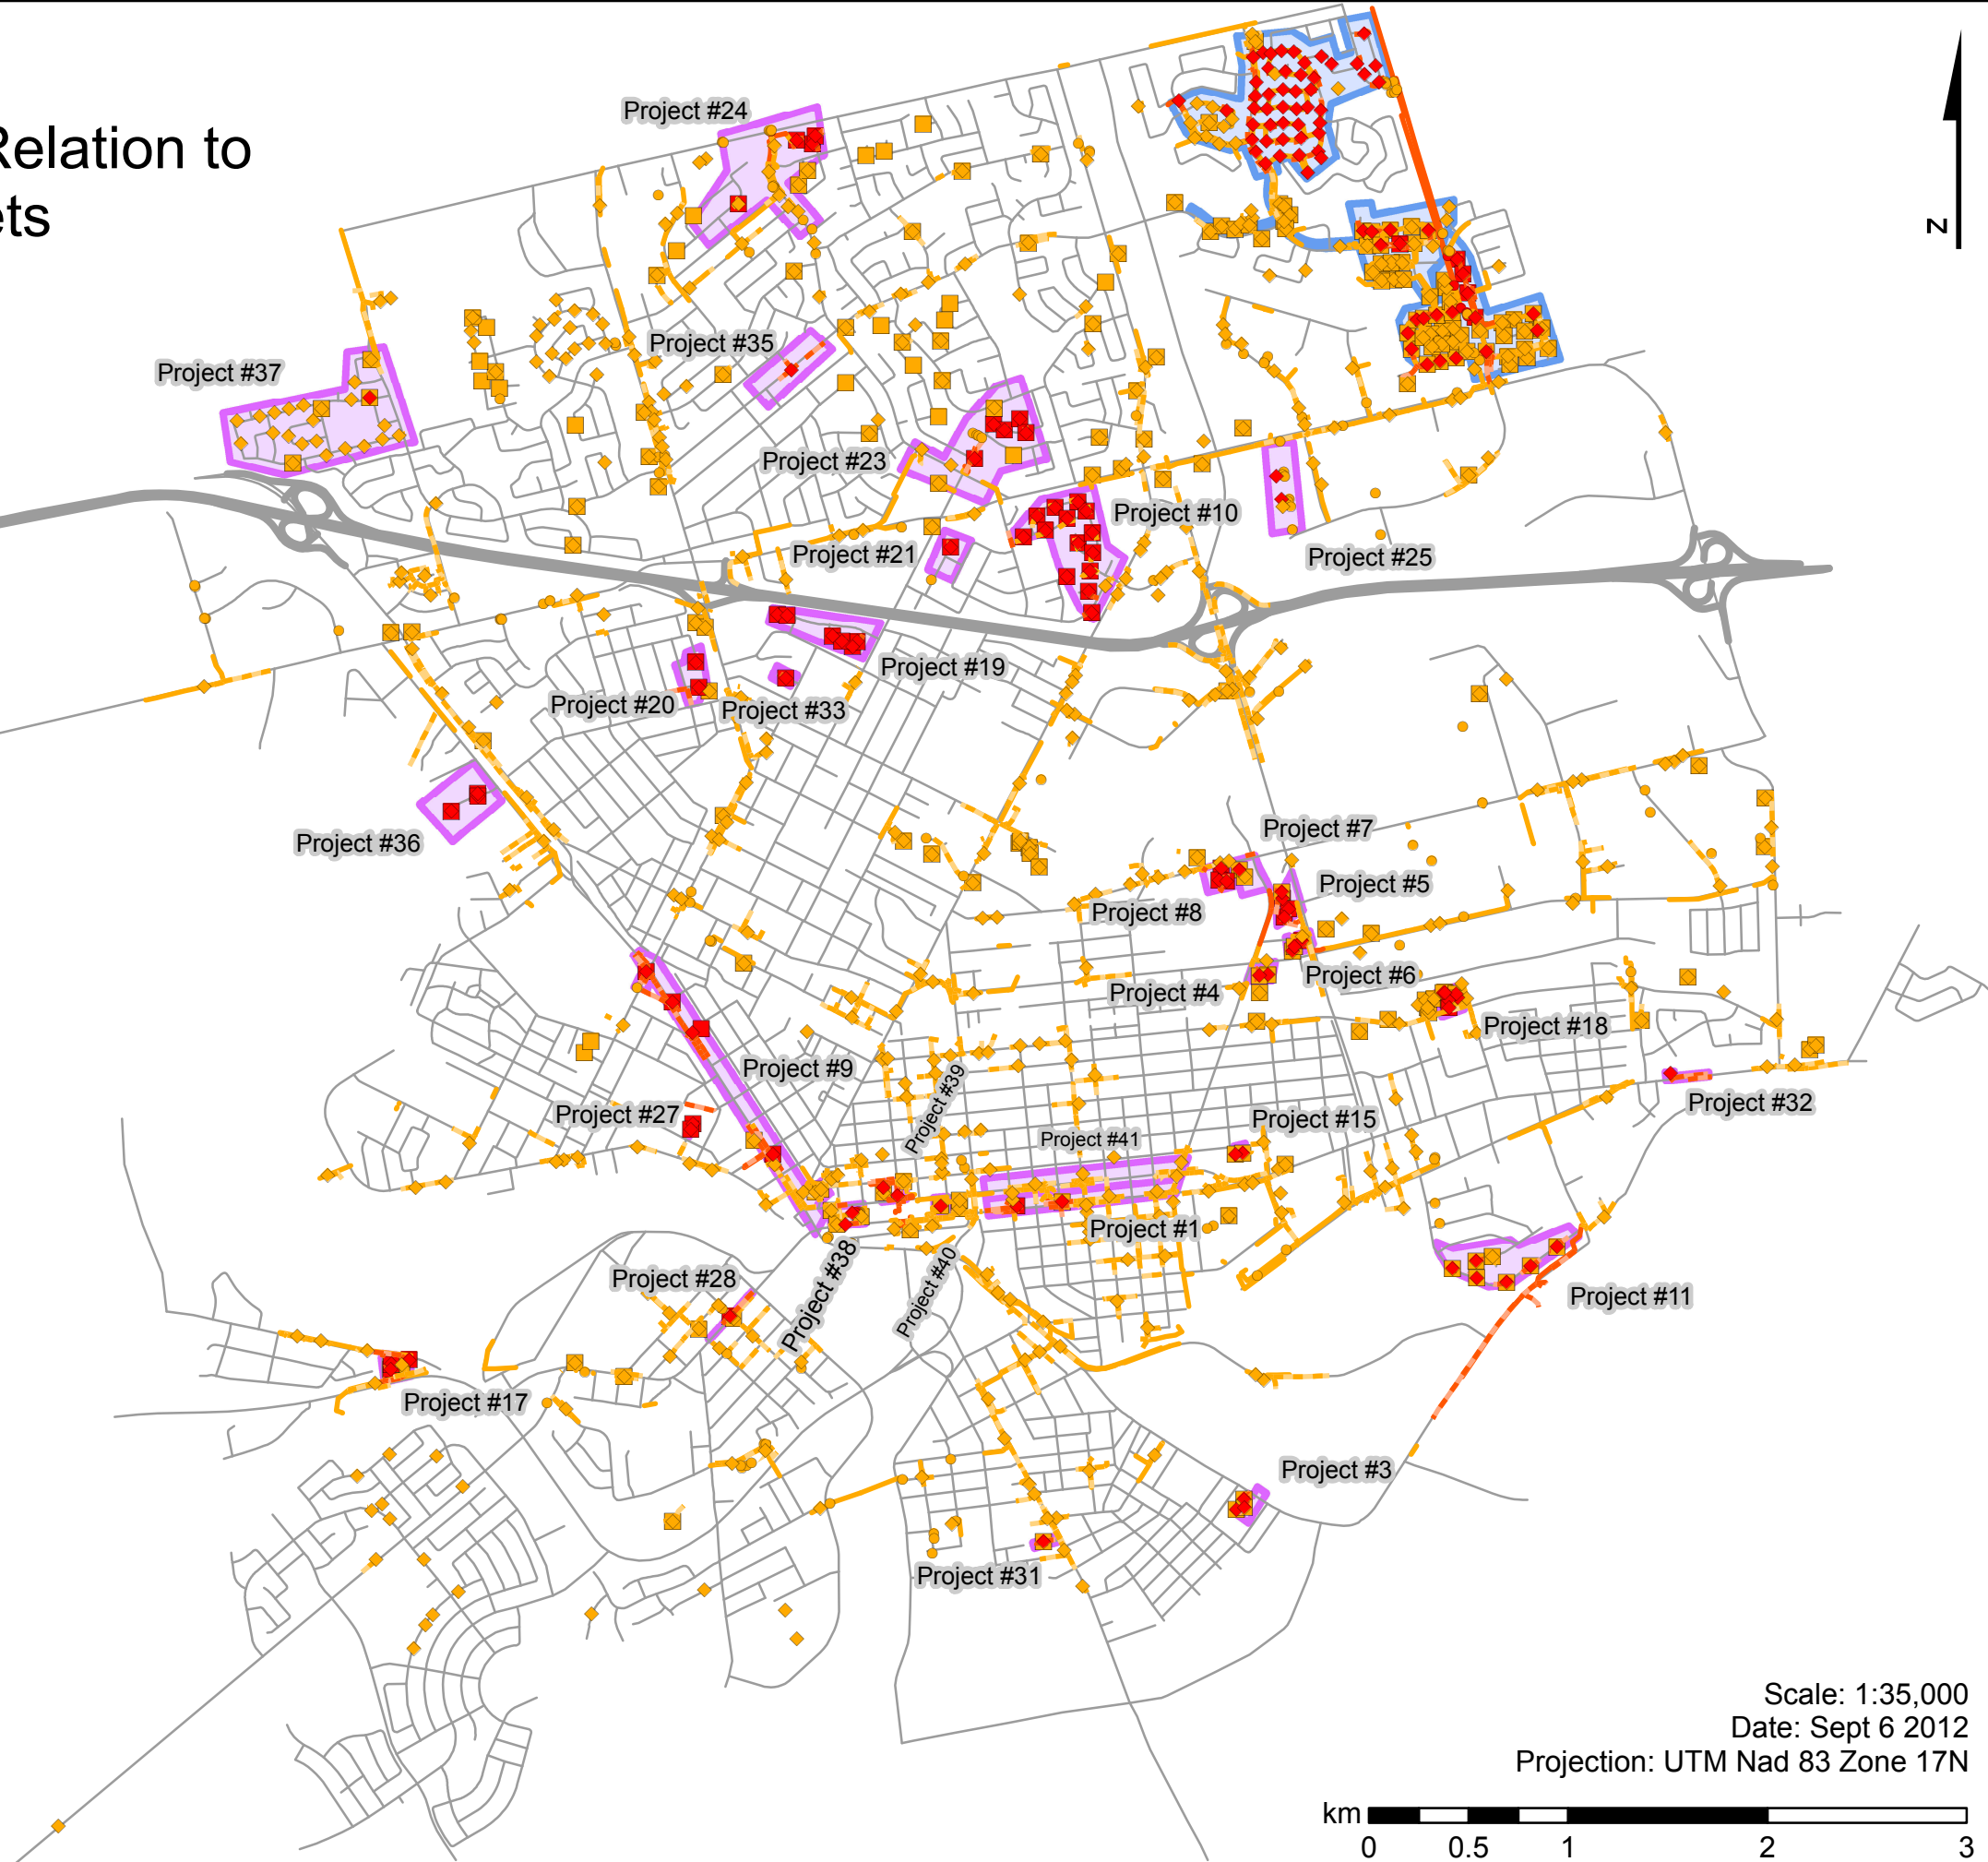 Relation to
ets
Project #24
N
Project #35
Project #37
Project #23
Project #10
Project #21
Project #25
Project #19
Project #20
Project #33
Project #7
Project #36
Project #5
Project #8
Project #6
Project #4
Project #18
Project #9
Project #39
Project #27
Project #15
Project #32
Project #41
Project #1
Project #28
Project #38
Project #40
Project #11
Project #17
Project #3
Project #31
Scale: 1:35,000
Date: Sept 6 2012
Projection: UTM Nad 83 Zone 17N
km
0 0.5 1 2 3